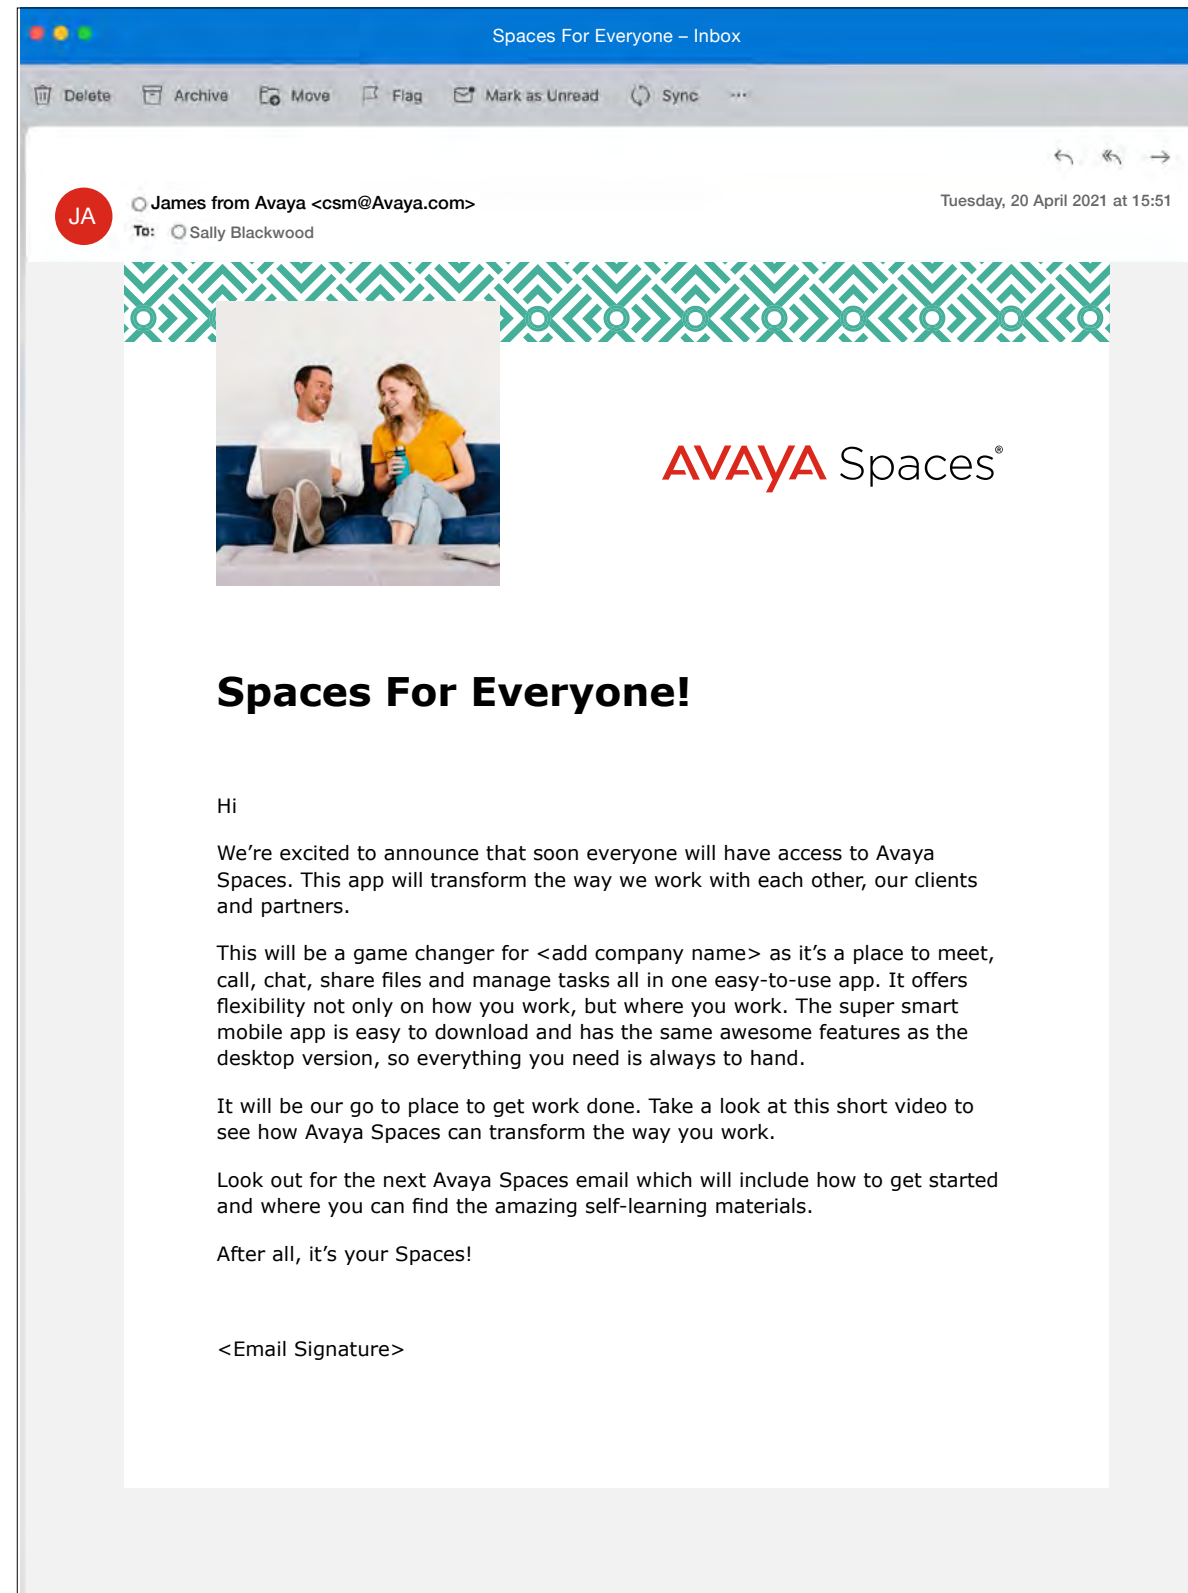 Spaces For Everyone – Inbox
Delete Archive Move Flag Mark as Unread Sync ...
JA
James from Avaya <csm@Avaya.com>
Tuesday, 20 April 2021 at 15:51
To: Sally Blackwood
AVAYA Spaces®
Spaces For Everyone!
Hi
We’re excited to announce that soon everyone will have access to Avaya
Spaces. This app will transform the way we work with each other, our clients
and partners.
This will be a game changer for <add company name> as it’s a place to meet,
call, chat, share files and manage tasks all in one easy-to-use app. It offers
flexibility not only on how you work, but where you work. The super smart
mobile app is easy to download and has the same awesome features as the
desktop version, so everything you need is always to hand.
It will be our go to place to get work done. Take a look at this short video to
see how Avaya Spaces can transform the way you work.
Look out for the next Avaya Spaces email which will include how to get started
and where you can find the amazing self-learning materials.
After all, it’s your Spaces!
<Email Signature>